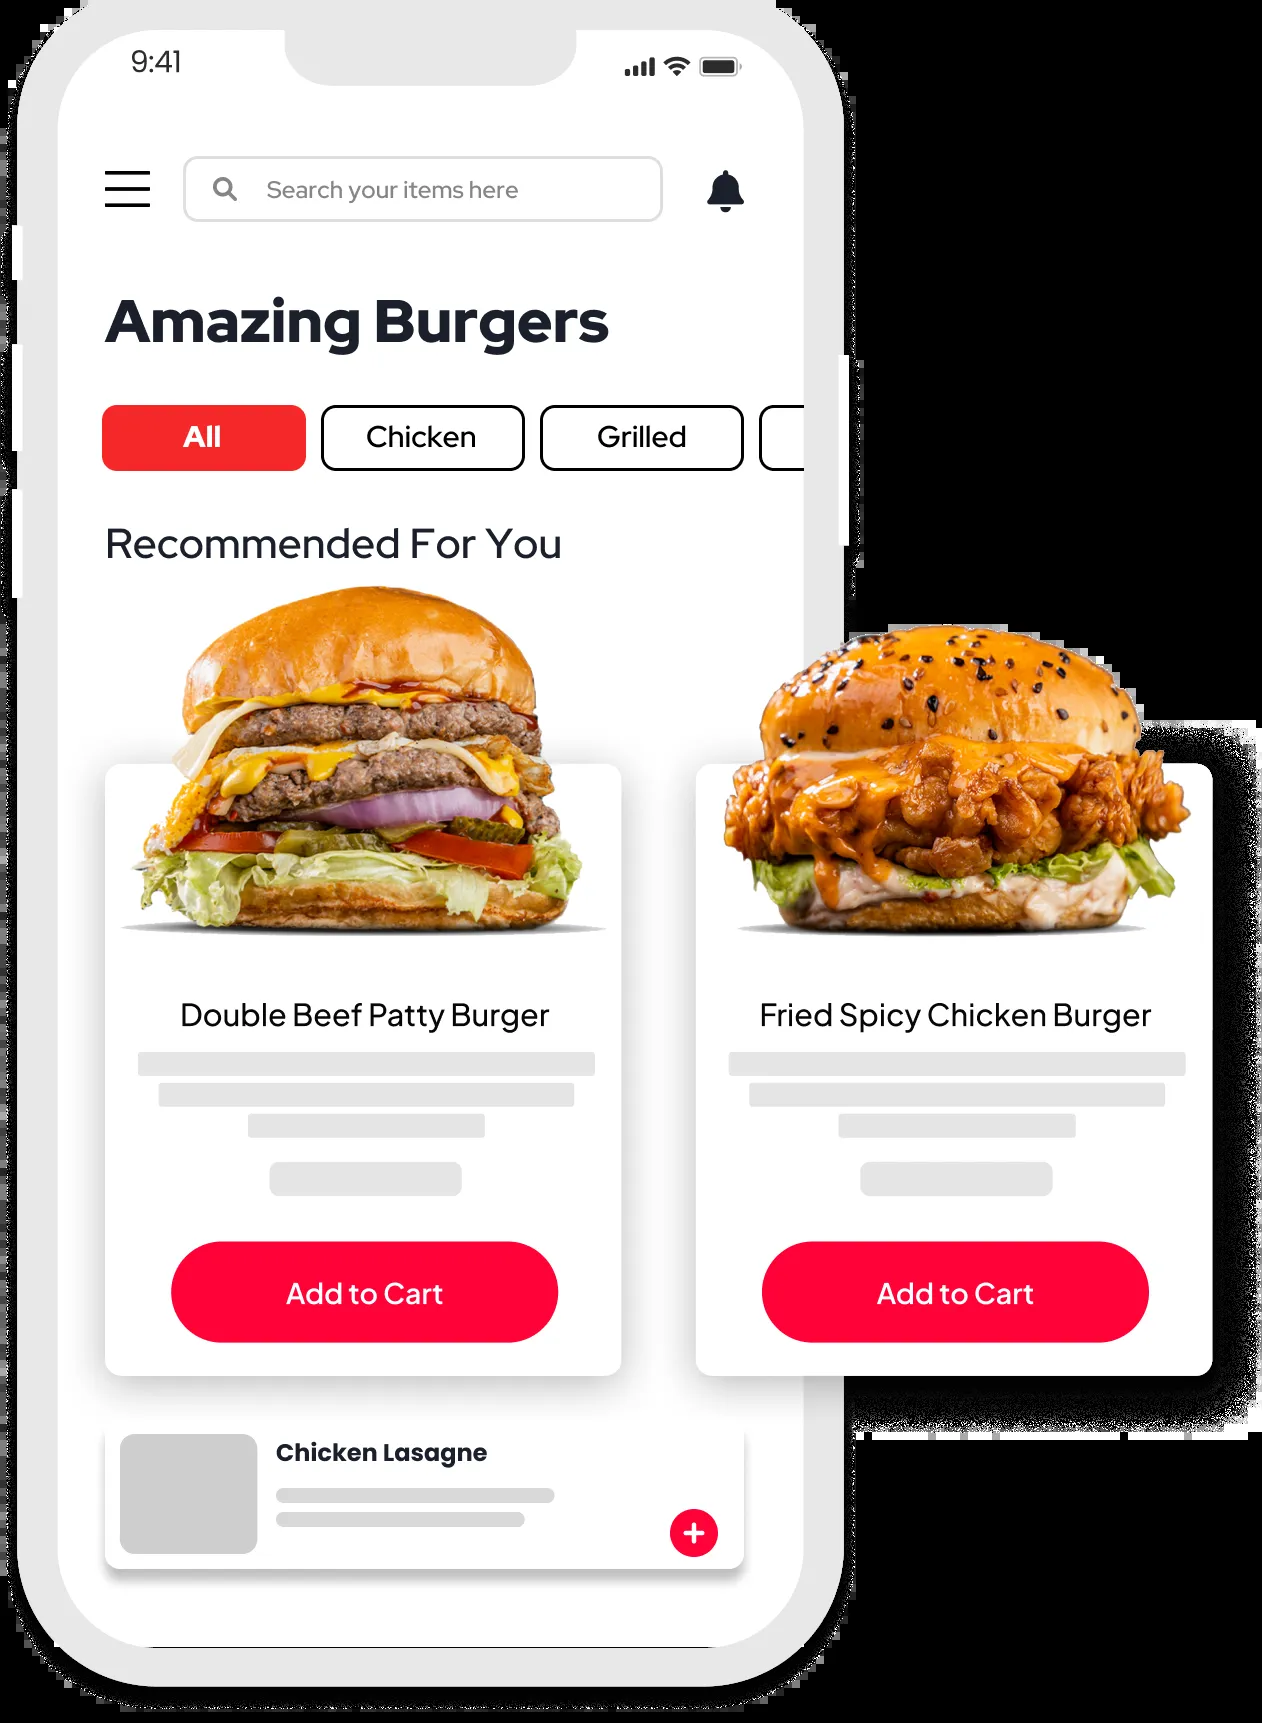 9:41
Search your items here
Amazing Burgers
All
Chicken
Grilled
Recommended For You
Double Beef Patty Burger
Fried Spicy Chicken Burger
Add to Cart
Add to Cart
Chicken Lasagne